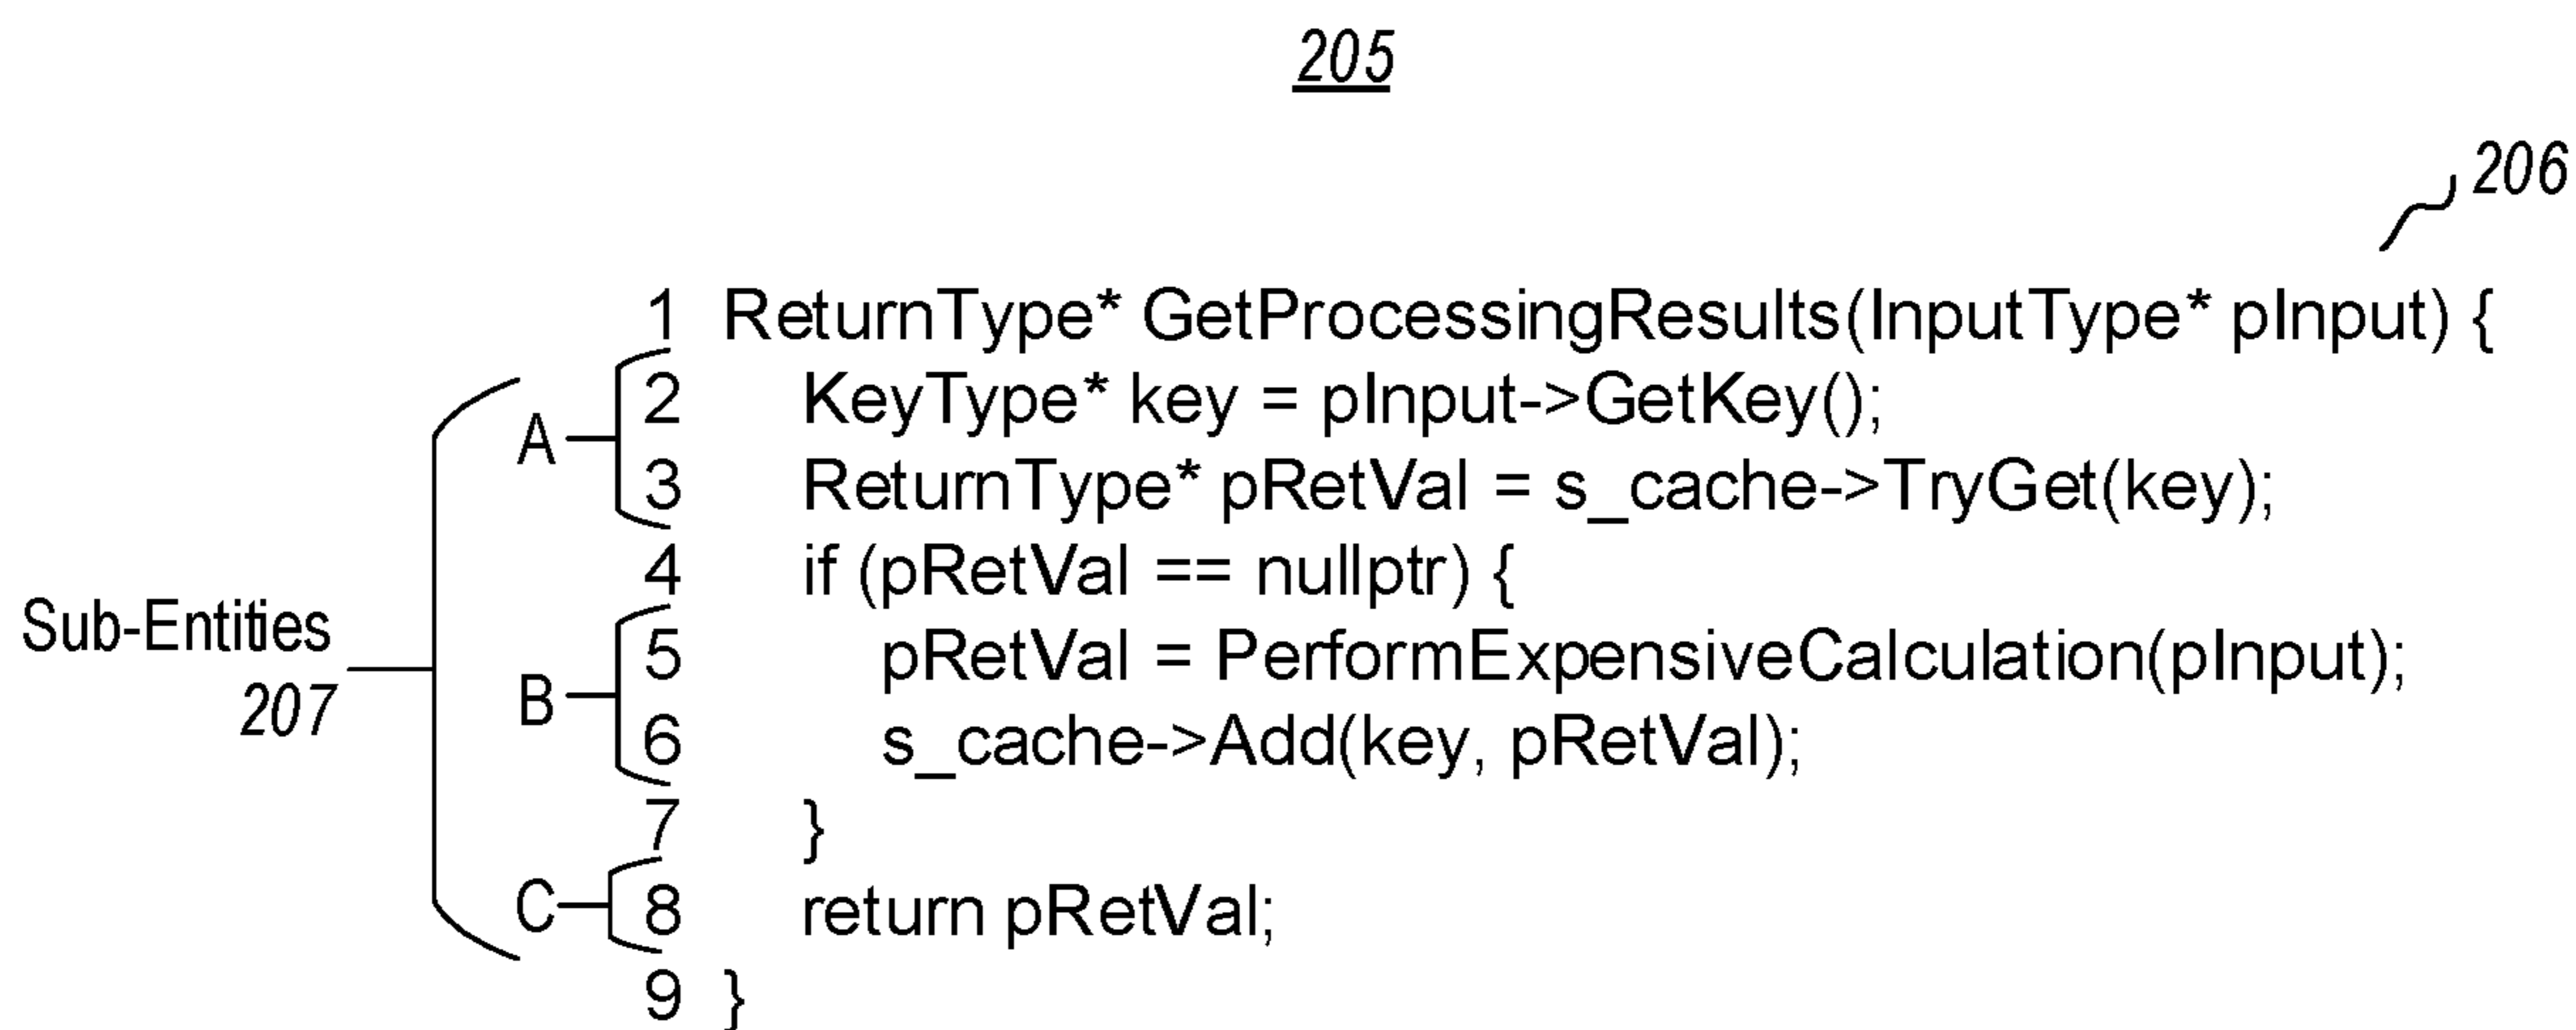 205
206
1 ReturnType* GetProcessingResults(InputType* pInput) {
2 KeyType* key = pInput->GetKey();
A
3 ReturnType* pRetVal = s_cache->TryGet(key);
4 if (pRetVal == nullptr) {
Sub-Entities
207
5 pRetVal = PerformExpensiveCalculation(pInput);
B
6 s_cache->Add(key, pRetVal);
7 }
C 8 return pRetVal;
9 }